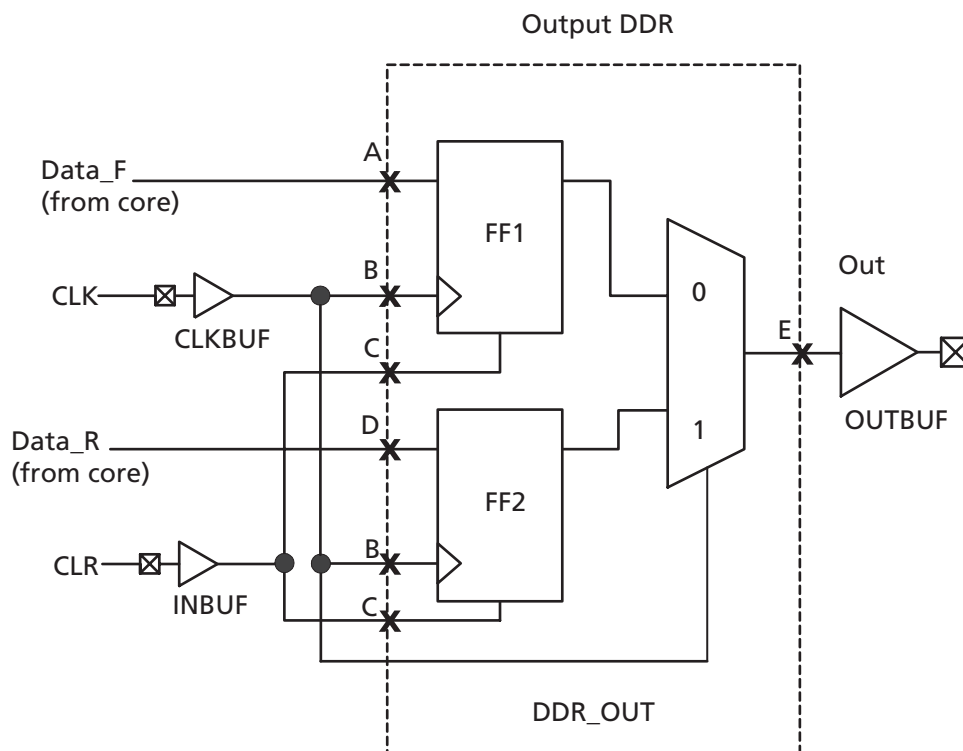 Output DDR
A
Data_F
(from core)
FF1
B
CLK
CLKBUF
0
Out
C
E
D
1
OUTBUF
Data_R
(from core)
FF2
B
CLR
INBUF
C
DDR_OUT